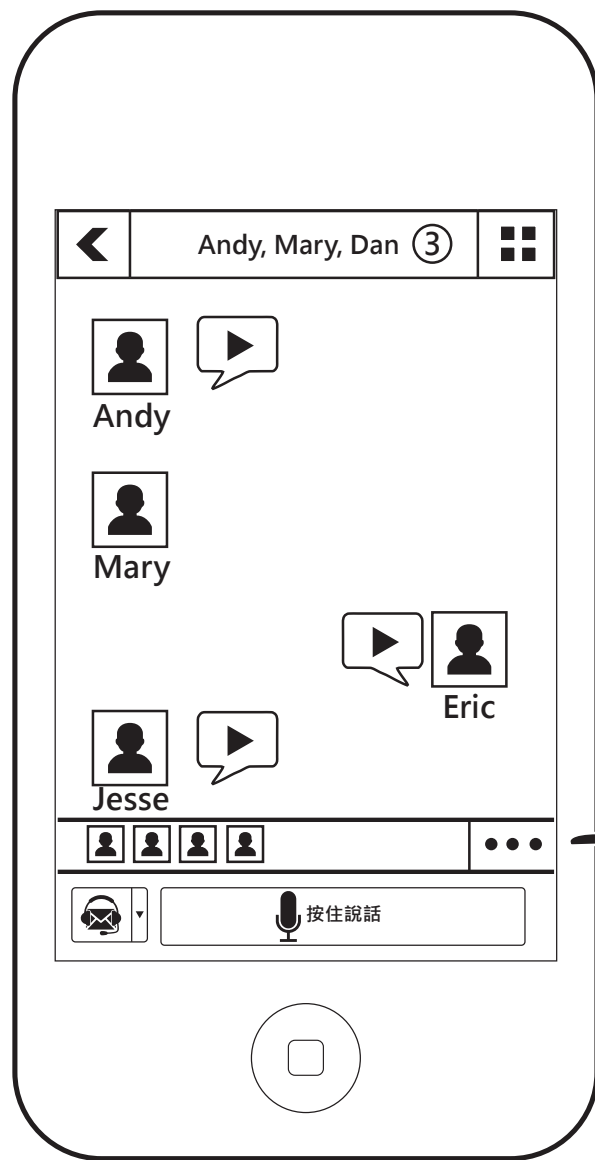 Andy, Mary, Dan ③
Andy
Mary
Eric
Jesse
按住說話